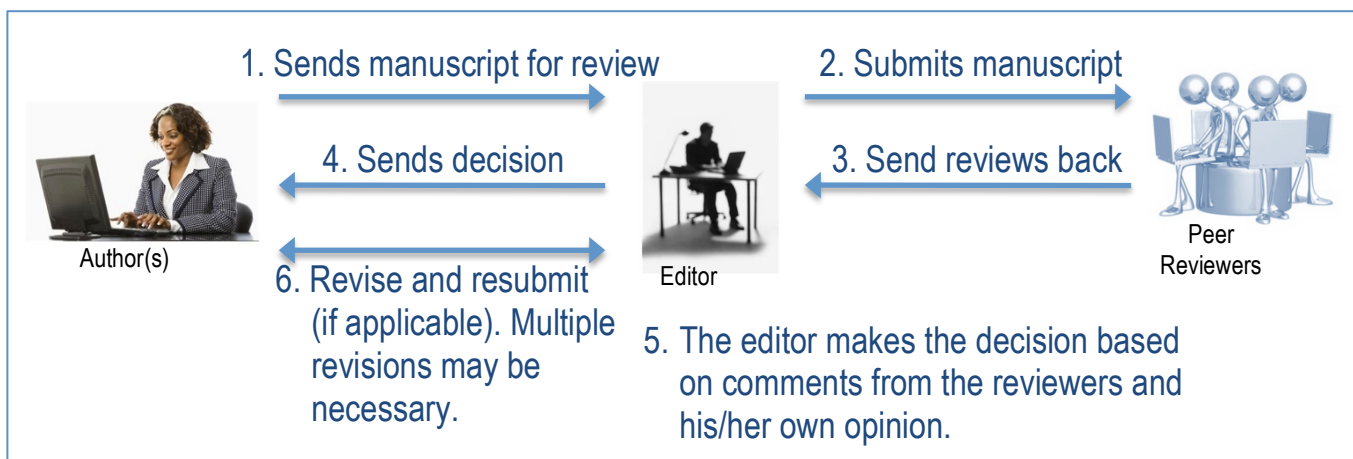 1. Sends manuscript for review
2. Submits manuscript
4. Sends decision
3. Send reviews back
Author(s)
Editor
Peer
Reviewers
6. Revise and resubmit
(if applicable). Multiple
revisions may be
necessary.
5. The editor makes the decision based
on comments from the reviewers and
his/her own opinion.